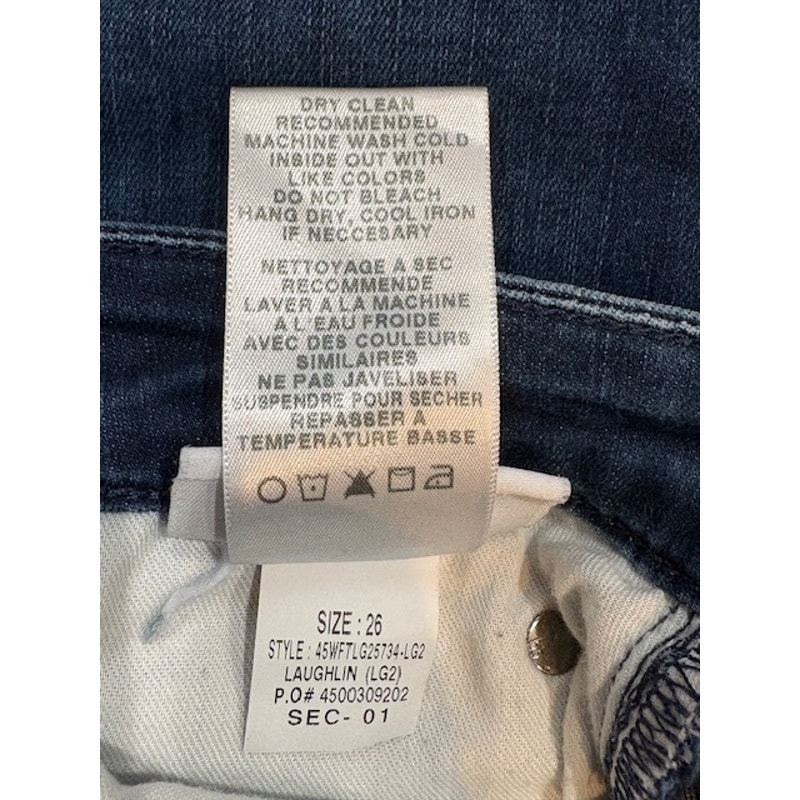 DRY CLEAN
RECOMMENDED
MACHINE WASH COLD
INSIDE OUT WITH
LIKE COLORS
DO NOT BLEACH
HANG DRY, COOL IRON
IF NECCESARY
NETTOYAGE A SEC
RECOMMENDE
LAVER A LA MACHINE
À L EAU FROIDE
AVEC DES COULEURS
SIMILAIRES
NE PAS JAVELISER
SUSPENDRE POUR SECHER
REPASSER A
TEMPERATURE BASSE
SIZE : 26
STYLE : 45WFTLG25734-LG2
LAUGHLIN (LG2)
P.O# 4500309202
SEC- 01